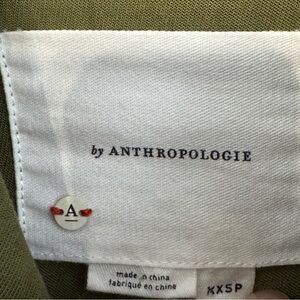 by ANTHROPOLOGIE
A
made in china
fabriqué en chine
XXSP